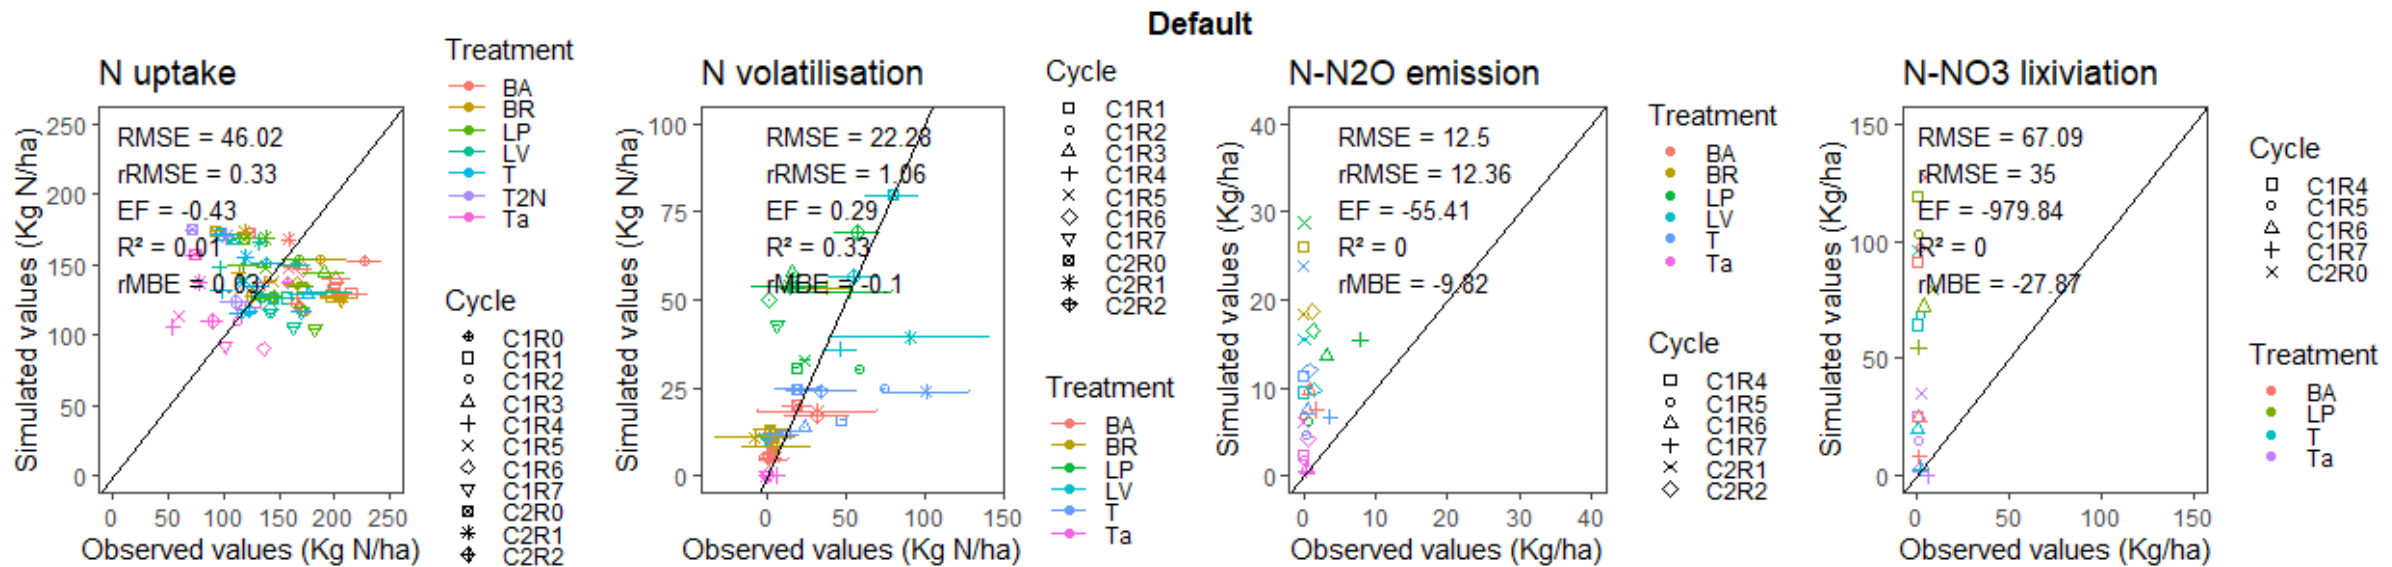 Default
N uptake
250
200
150
100
50
0
0
50
100
150
200
250
Simulated values (Kg N/ha)
Observed values (Kg N/ha)
RMSE = 46.02
rRMSE = 0.33
EF = -0.43
R² = 0.01
rMBE = 0.03
Treatment
BA
BR
LP
LV
T
T2N
Ta
Cycle
C1R0
C1R1
C1R2
C1R3
C1R4
C1R5
C1R6
C1R7
C2R0
C2R1
C2R2
N volatilisation
100
75
50
25
0
0
50
100
150
Simulated values (Kg N/ha)
Observed values (Kg N/ha)
RMSE = 22.28
rRMSE = 1.06
EF = 0.29
R² = 0.33
rMBE = -0.1
Cycle
C1R1
C1R2
C1R3
C1R4
C1R5
C1R6
C1R7
C2R0
C2R1
C2R2
Treatment
BA
BR
LP
LV
T
Ta
N-N2O emission
40
30
20
10
0
0
10
20
30
40
Simulated values (Kg/ha)
Observed values (Kg/ha)
RMSE = 12.5
rRMSE = 12.36
EF = -55.41
R² = 0
rMBE = -9.82
Treatment
BA
BR
LP
LV
T
Ta
Cycle
C1R4
C1R5
C1R6
C1R7
C2R1
C2R2
N-NO3 lixiviation
150
100
50
0
0
50
100
150
Simulated values (Kg/ha)
Observed values (Kg/ha)
RMSE = 67.09
rRMSE = 35
EF = -979.84
R² = 0
rMBE = -27.87
Cycle
C1R4
C1R5
C1R6
C1R7
C2R0
Treatment
BA
LP
T
Ta